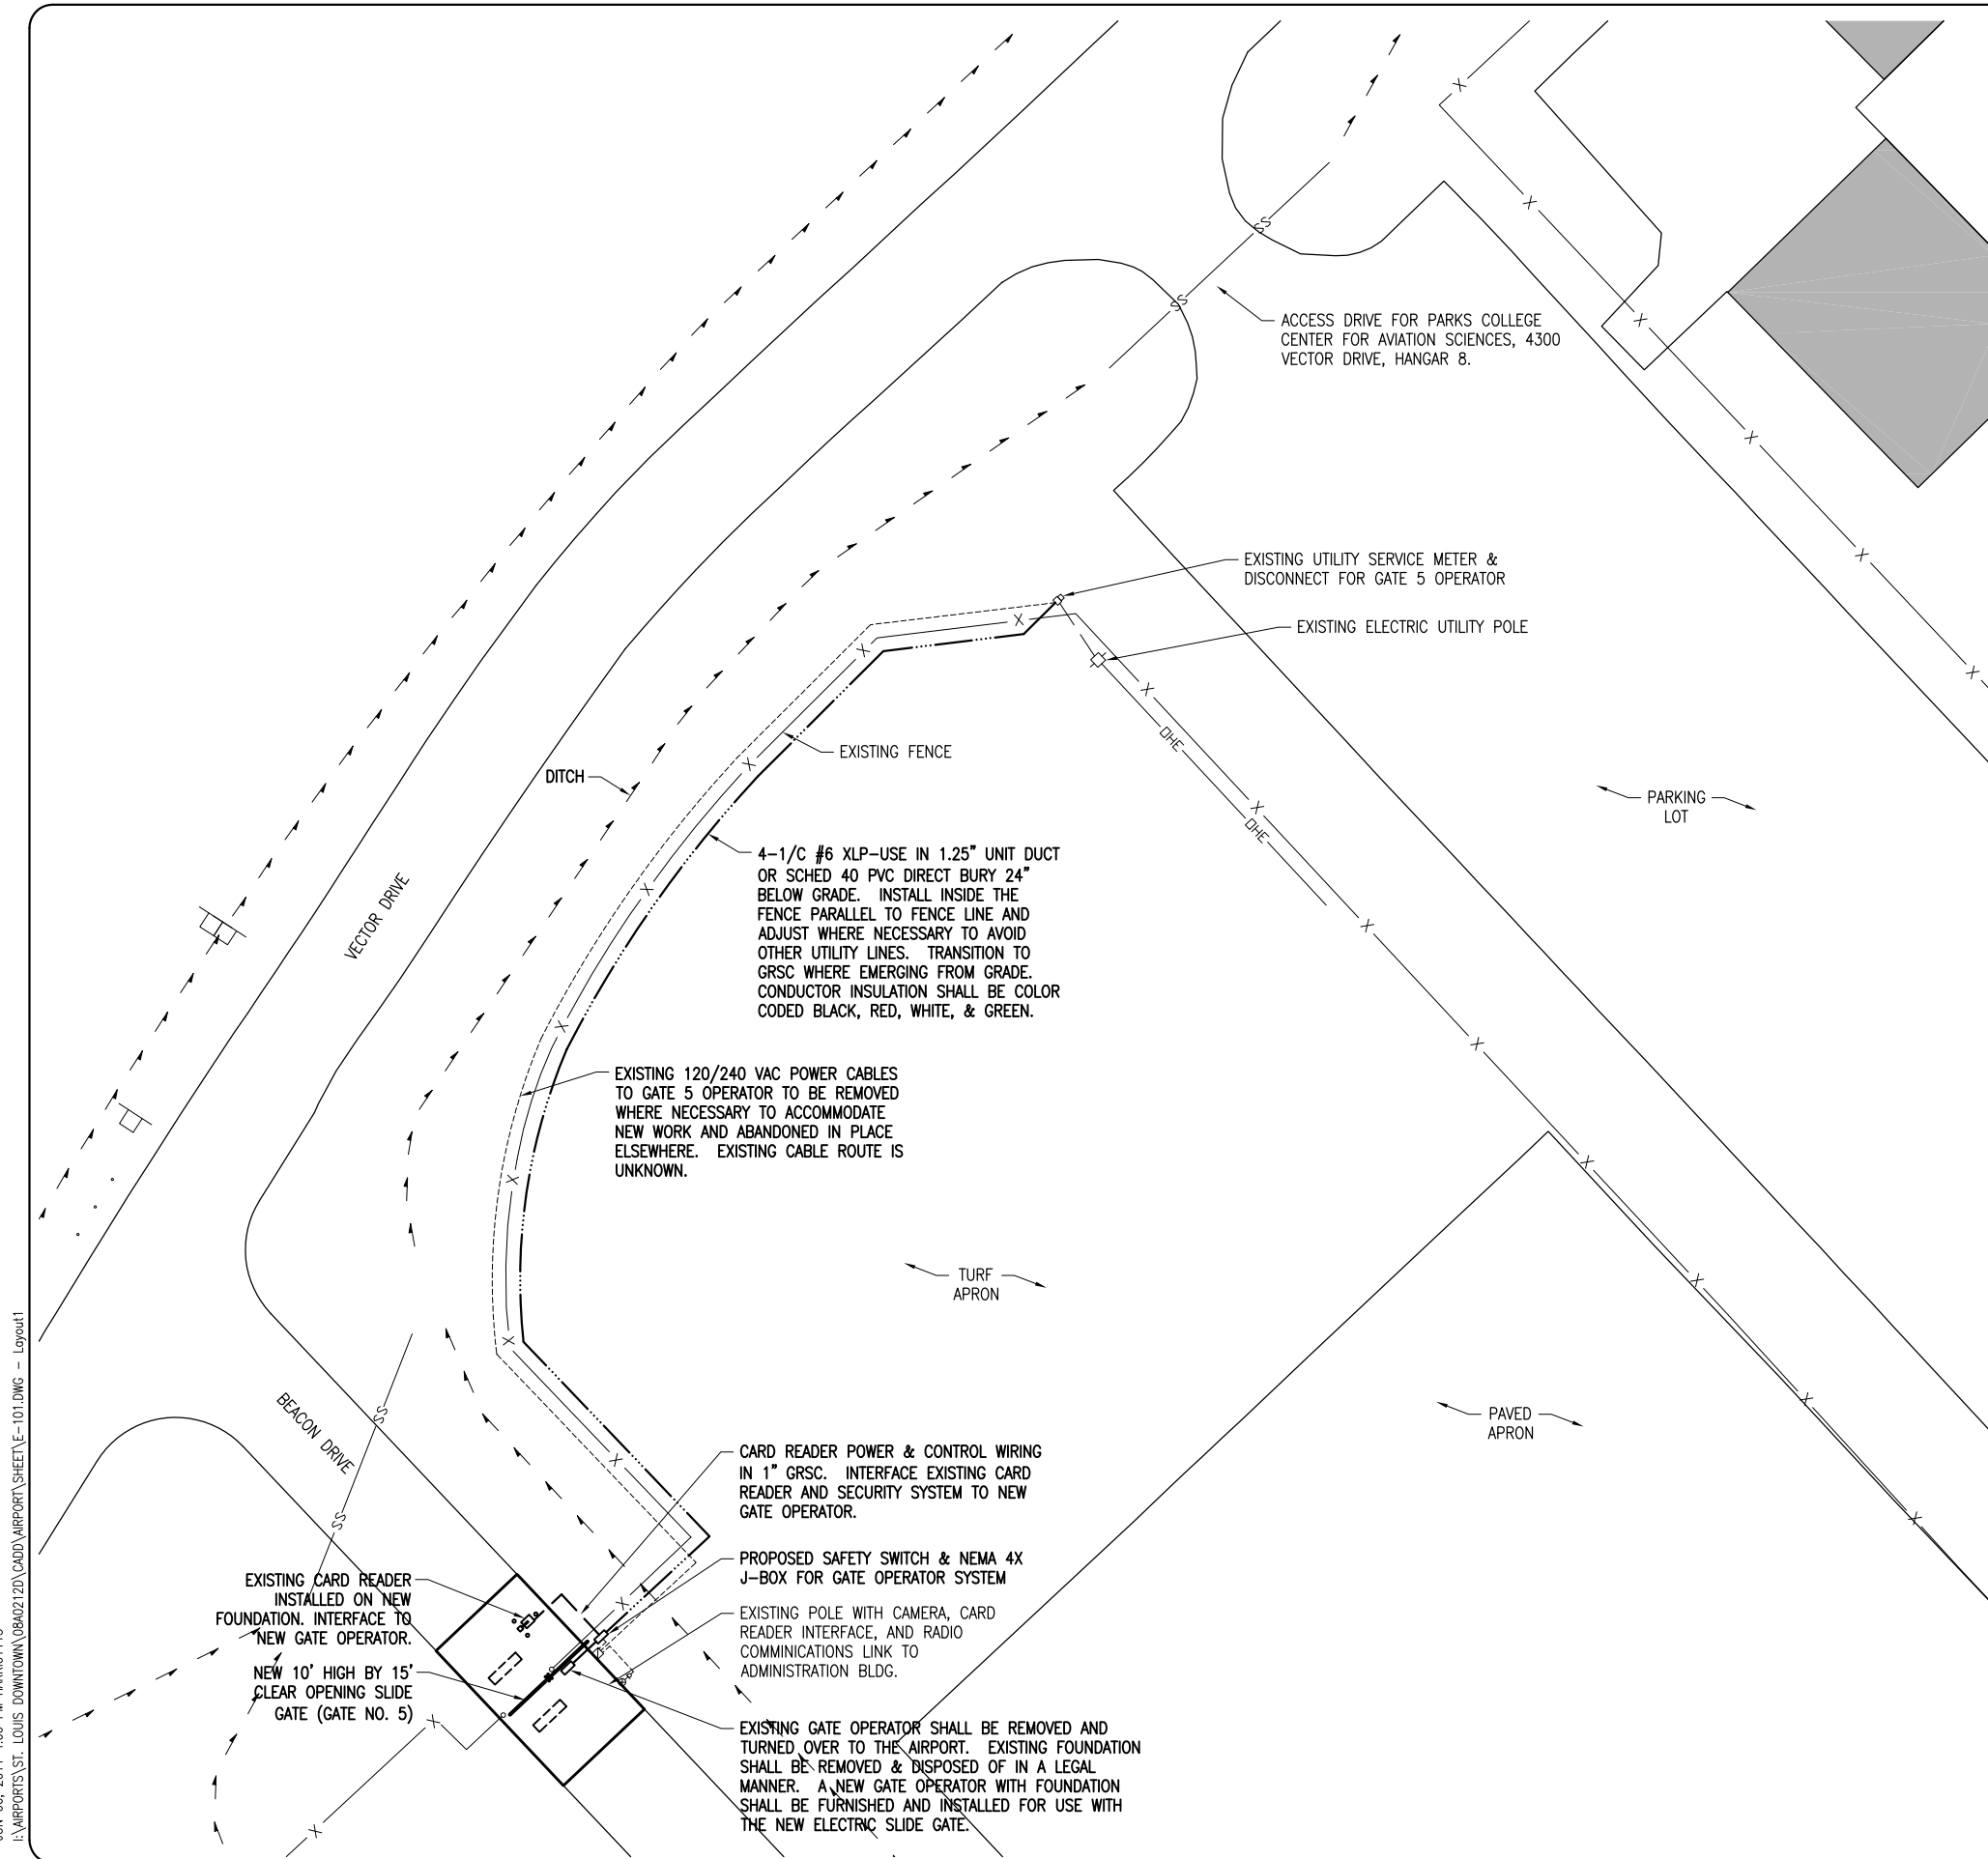 ACCESS DRIVE FOR PARKS COLLEGE
CENTER FOR AVIATION SCIENCES, 4300
VECTOR DRIVE, HANGAR 8.
EXISTING UTILITY SERVICE METER &
DISCONNECT FOR GATE 5 OPERATOR
EXISTING ELECTRIC UTILITY POLE
EXISTING FENCE
DITCH
PARKING
LOT
OHE
OHE
SS
SS
VECTOR DRIVE
4-1/C #6 XLP-USE IN 1.25" UNIT DUCT
OR SCHED 40 PVC DIRECT BURY 24"
BELOW GRADE. INSTALL INSIDE THE
FENCE PARALLEL TO FENCE LINE AND
ADJUST WHERE NECESSARY TO AVOID
OTHER UTILITY LINES. TRANSITION TO
GRSC WHERE EMERGING FROM GRADE.
CONDUCTOR INSULATION SHALL BE COLOR
CODED BLACK, RED, WHITE, & GREEN.
EXISTING 120/240 VAC POWER CABLES
TO GATE 5 OPERATOR TO BE REMOVED
WHERE NECESSARY TO ACCOMMODATE
NEW WORK AND ABANDONED IN PLACE
ELSEWHERE. EXISTING CABLE ROUTE IS
UNKNOWN.
TURF
APRON
PAVED
APRON
BEACON DRIVE
SS
SS
CARD READER POWER & CONTROL WIRING
IN 1" GRSC. INTERFACE EXISTING CARD
READER AND SECURITY SYSTEM TO NEW
GATE OPERATOR.
PROPOSED SAFETY SWITCH & NEMA 4X
J-BOX FOR GATE OPERATOR SYSTEM
EXISTING POLE WITH CAMERA, CARD
READER INTERFACE, AND RADIO
COMMINICATIONS LINK TO
ADMINISTRATION BLDG.
EXISTING CARD READER
INSTALLED ON NEW
FOUNDATION. INTERFACE TO
NEW GATE OPERATOR.
NEW 10' HIGH BY 15'
CLEAR OPENING SLIDE
GATE (GATE NO. 5)
EXISTING GATE OPERATOR SHALL BE REMOVED AND
TURNED OVER TO THE AIRPORT. EXISTING FOUNDATION
SHALL BE REMOVED & DISPOSED OF IN A LEGAL
MANNER. A NEW GATE OPERATOR WITH FOUNDATION
SHALL BE FURNISHED AND INSTALLED FOR USE WITH
THE NEW ELECTRIC SLIDE GATE.
I:\AIRPORTS\ST. LOUIS DOWNTOWN\08A0212D\CADD\AIRPORT\SHEET\E-101.DWG - Layout1